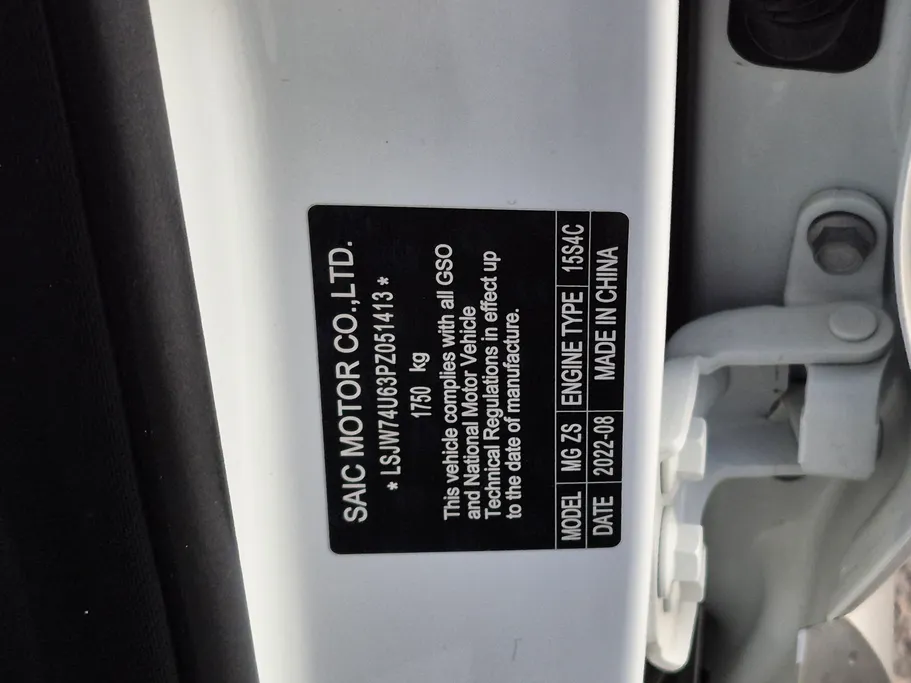 SAIC MOTOR CO.,LTD.
* LSJW74U63PZ051413 *
1750 kg
This vehicle complies with all GSO
and National Motor Vehicle
Technical Regulations in effect up
to the date of manufacture.
MODEL MG ZS ENGINE TYPE 15S4C
DATE 2022-08 MADE IN CHINA